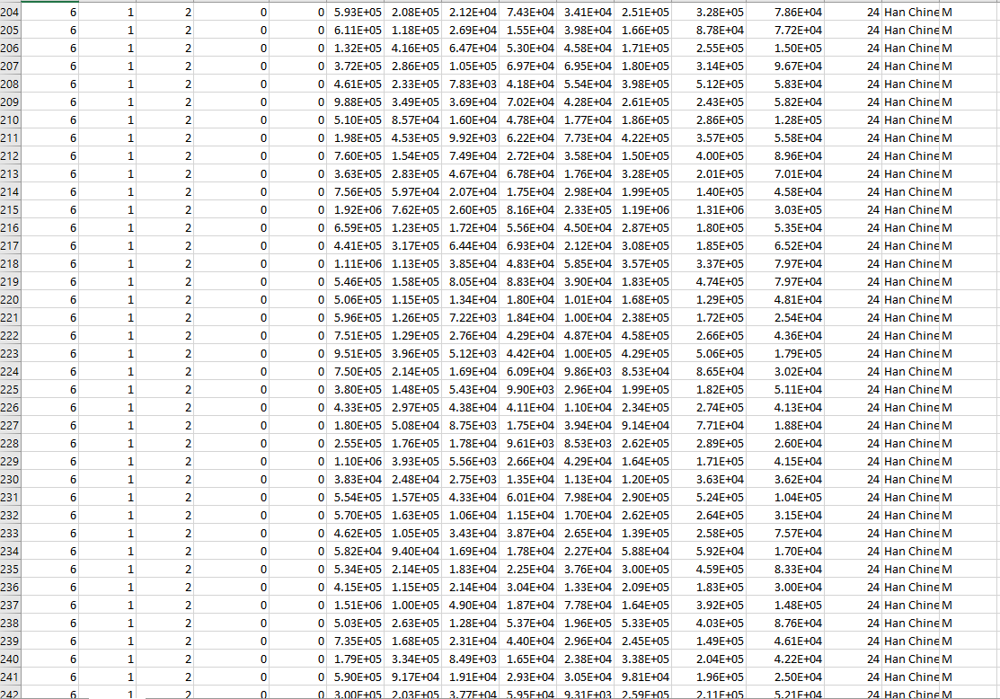 204 6 1 2 0 0 5.93E+05 2.08E+05 2.12E+04 7.43E+04 3.41E+04 2.51E+05 3.28E+05 7.86E+04 24 Han Chine M
205 6 1 2 0 0 6.11E+05 1.18E+05 2.69E+04 1.55E+04 3.98E+04 1.66E+05 8.78E+04 7.72E+04 24 Han Chine M
206 6 1 2 0 0 1.32E+05 4.16E+05 6.47E+04 5.30E+04 4.58E+04 1.71E+05 2.55E+05 1.50E+05 24 Han Chine M
207 6 1 2 0 0 3.72E+05 2.86E+05 1.05E+05 6.97E+04 6.95E+04 1.80E+05 3.14E+05 9.67E+04 24 Han Chine M
208 6 1 2 0 0 4.61E+05 2.33E+05 7.83E+03 4.18E+04 5.54E+04 3.98E+05 5.12E+05 5.83E+04 24 Han Chine M
209 6 1 2 0 0 9.88E+05 3.49E+05 3.69E+04 7.02E+04 4.28E+04 2.61E+05 2.43E+05 5.82E+04 24 Han Chine M
210 6 1 2 0 0 5.10E+05 8.57E+04 1.60E+04 4.78E+04 1.77E+04 1.86E+05 2.86E+05 1.28E+05 24 Han Chine M
211 6 1 2 0 0 1.98E+05 4.53E+05 9.92E+03 6.22E+04 7.73E+04 4.22E+05 3.57E+05 5.58E+04 24 Han Chine M
212 6 1 2 0 0 7.60E+05 1.54E+05 7.49E+04 2.72E+04 3.58E+04 1.50E+05 4.00E+05 8.96E+04 24 Han Chine M
213 6 1 2 0 0 3.63E+05 2.83E+05 4.67E+04 6.78E+04 1.76E+04 3.28E+05 2.01E+05 7.01E+04 24 Han Chine M
214 6 1 2 0 0 7.56E+05 5.97E+04 2.07E+04 1.75E+04 2.98E+04 1.99E+05 1.40E+05 4.58E+04 24 Han Chine M
215 6 1 2 0 0 1.92E+06 7.62E+05 2.60E+05 8.16E+04 2.33E+05 1.19E+06 1.31E+06 3.03E+05 24 Han Chine M
216 6 1 2 0 0 6.59E+05 1.23E+05 1.72E+04 5.56E+04 4.50E+04 2.87E+05 1.80E+05 5.35E+04 24 Han Chine M
217 6 1 2 0 0 4.41E+05 3.17E+05 6.44E+04 6.93E+04 2.12E+04 3.08E+05 1.85E+05 6.52E+04 24 Han Chine M
218 6 1 2 0 0 1.11E+06 1.13E+05 3.85E+04 4.83E+04 5.85E+04 3.57E+05 3.37E+05 7.97E+04 24 Han Chine M
219 6 1 2 0 0 5.46E+05 1.58E+05 8.05E+04 8.83E+04 3.90E+04 1.83E+05 4.74E+05 7.97E+04 24 Han Chine M
220 6 1 2 0 0 5.06E+05 1.15E+05 1.34E+04 1.80E+04 1.01E+04 1.68E+05 1.29E+05 4.81E+04 24 Han Chine M
221 6 1 2 0 0 5.96E+05 1.26E+05 7.22E+03 1.84E+04 1.00E+04 2.38E+05 1.72E+05 2.54E+04 24 Han Chine M
222 6 1 2 0 0 7.51E+05 1.29E+05 2.76E+04 4.29E+04 4.87E+04 4.58E+05 2.66E+05 4.36E+04 24 Han Chine M
223 6 1 2 0 0 9.51E+05 3.96E+05 5.12E+03 4.42E+04 1.00E+05 4.29E+05 5.06E+05 1.79E+05 24 Han Chine M
224 6 1 2 0 0 7.50E+05 2.14E+05 1.69E+04 6.09E+04 9.86E+03 8.53E+04 8.65E+04 3.02E+04 24 Han Chine M
225 6 1 2 0 0 3.80E+05 1.48E+05 5.43E+04 9.90E+03 2.96E+04 1.99E+05 1.82E+05 5.11E+04 24 Han Chine M
226 6 1 2 0 0 4.33E+05 2.97E+05 4.38E+04 4.11E+04 1.10E+04 2.34E+05 2.74E+05 4.13E+04 24 Han Chine M
227 6 1 2 0 0 1.80E+05 5.08E+04 8.75E+03 1.75E+04 3.94E+04 9.14E+04 7.71E+04 1.88E+04 24 Han Chine M
228 6 1 2 0 0 2.55E+05 1.76E+05 1.78E+04 9.61E+03 8.53E+03 2.62E+05 2.89E+05 2.60E+04 24 Han Chine M
229 6 1 2 0 0 1.10E+06 3.93E+05 5.56E+03 2.66E+04 4.29E+04 1.64E+05 1.71E+05 4.15E+04 24 Han Chine M
230 6 1 2 0 0 3.83E+04 2.48E+04 2.75E+03 1.35E+04 1.13E+04 1.20E+05 3.63E+04 3.62E+04 24 Han Chine M
231 6 1 2 0 0 5.54E+05 1.57E+05 4.33E+04 6.01E+04 7.98E+04 2.90E+05 5.24E+05 1.04E+05 24 Han Chine M
232 6 1 2 0 0 5.70E+05 1.63E+05 1.06E+04 1.15E+04 1.70E+04 2.62E+05 2.64E+05 3.15E+04 24 Han Chine M
233 6 1 2 0 0 4.62E+05 1.05E+05 3.43E+04 3.87E+04 2.65E+04 1.39E+05 2.58E+05 7.57E+04 24 Han Chine M
234 6 1 2 0 0 5.82E+04 9.40E+04 1.69E+04 1.78E+04 2.27E+04 5.88E+04 5.92E+04 1.70E+04 24 Han Chine M
235 6 1 2 0 0 5.34E+05 2.14E+05 1.83E+04 2.25E+04 3.76E+04 3.00E+05 4.59E+05 8.33E+04 24 Han Chine M
236 6 1 2 0 0 4.15E+05 1.15E+05 2.14E+04 3.04E+04 1.33E+04 2.09E+05 1.83E+05 3.00E+04 24 Han Chine M
237 6 1 2 0 0 1.51E+06 1.00E+05 4.90E+04 1.87E+04 7.78E+04 1.64E+05 3.92E+05 1.48E+05 24 Han Chine M
238 6 1 2 0 0 5.03E+05 2.63E+05 1.28E+04 5.37E+04 1.96E+05 5.33E+05 4.03E+05 8.76E+04 24 Han Chine M
239 6 1 2 0 0 7.35E+05 1.68E+05 2.31E+04 4.40E+04 2.96E+04 2.45E+05 1.49E+05 4.61E+04 24 Han Chine M
240 6 1 2 0 0 1.79E+05 3.34E+05 8.49E+03 1.65E+04 2.38E+04 3.38E+05 2.04E+05 4.22E+04 24 Han Chine M
241 6 1 2 0 0 5.90E+05 9.17E+04 1.91E+04 2.93E+04 3.05E+04 9.81E+04 1.96E+05 2.50E+04 24 Han Chine M
242 6 1 2 0 0 3.00E+05 2.03E+05 3.77E+04 5.95E+04 9.31E+03 2.59E+05 2.11E+05 5.21E+04 24 Han Chine M